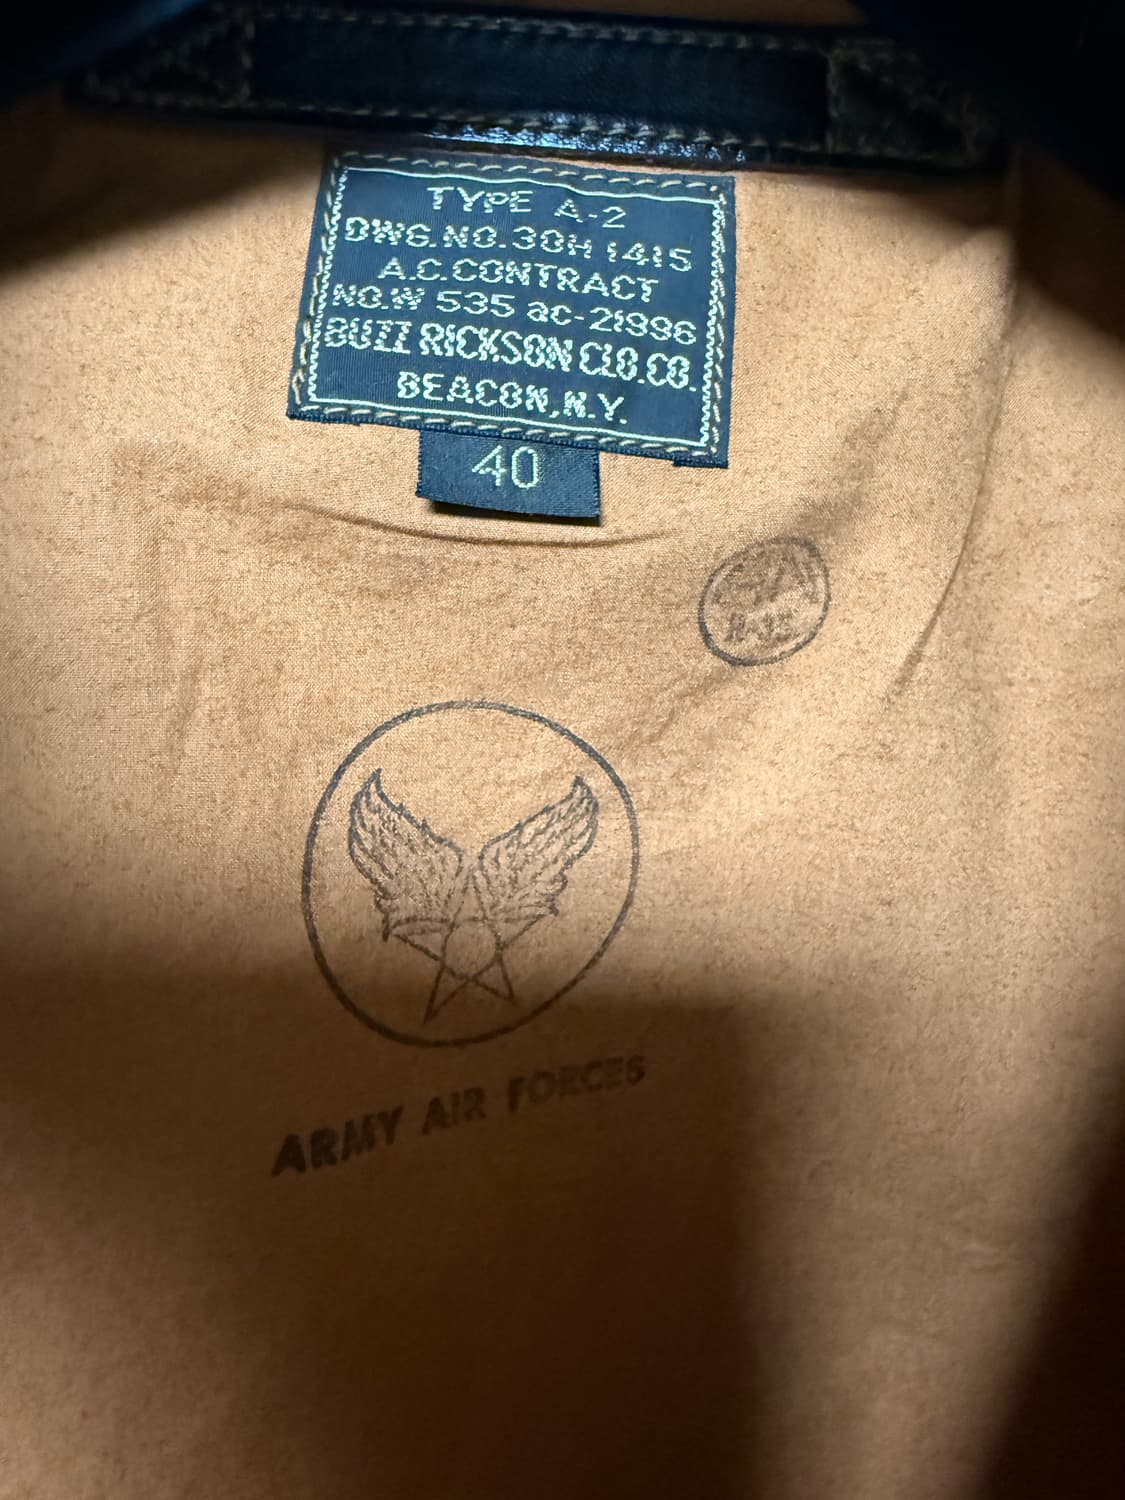 TYPE A-2
DWG.NO.30H 1415
A.C.CONTRACT
NO.W 535 ac-21996
BUZZ RICKSON CLO.CO.
BEACON,N.Y.
40
ARMY AIR FORCES